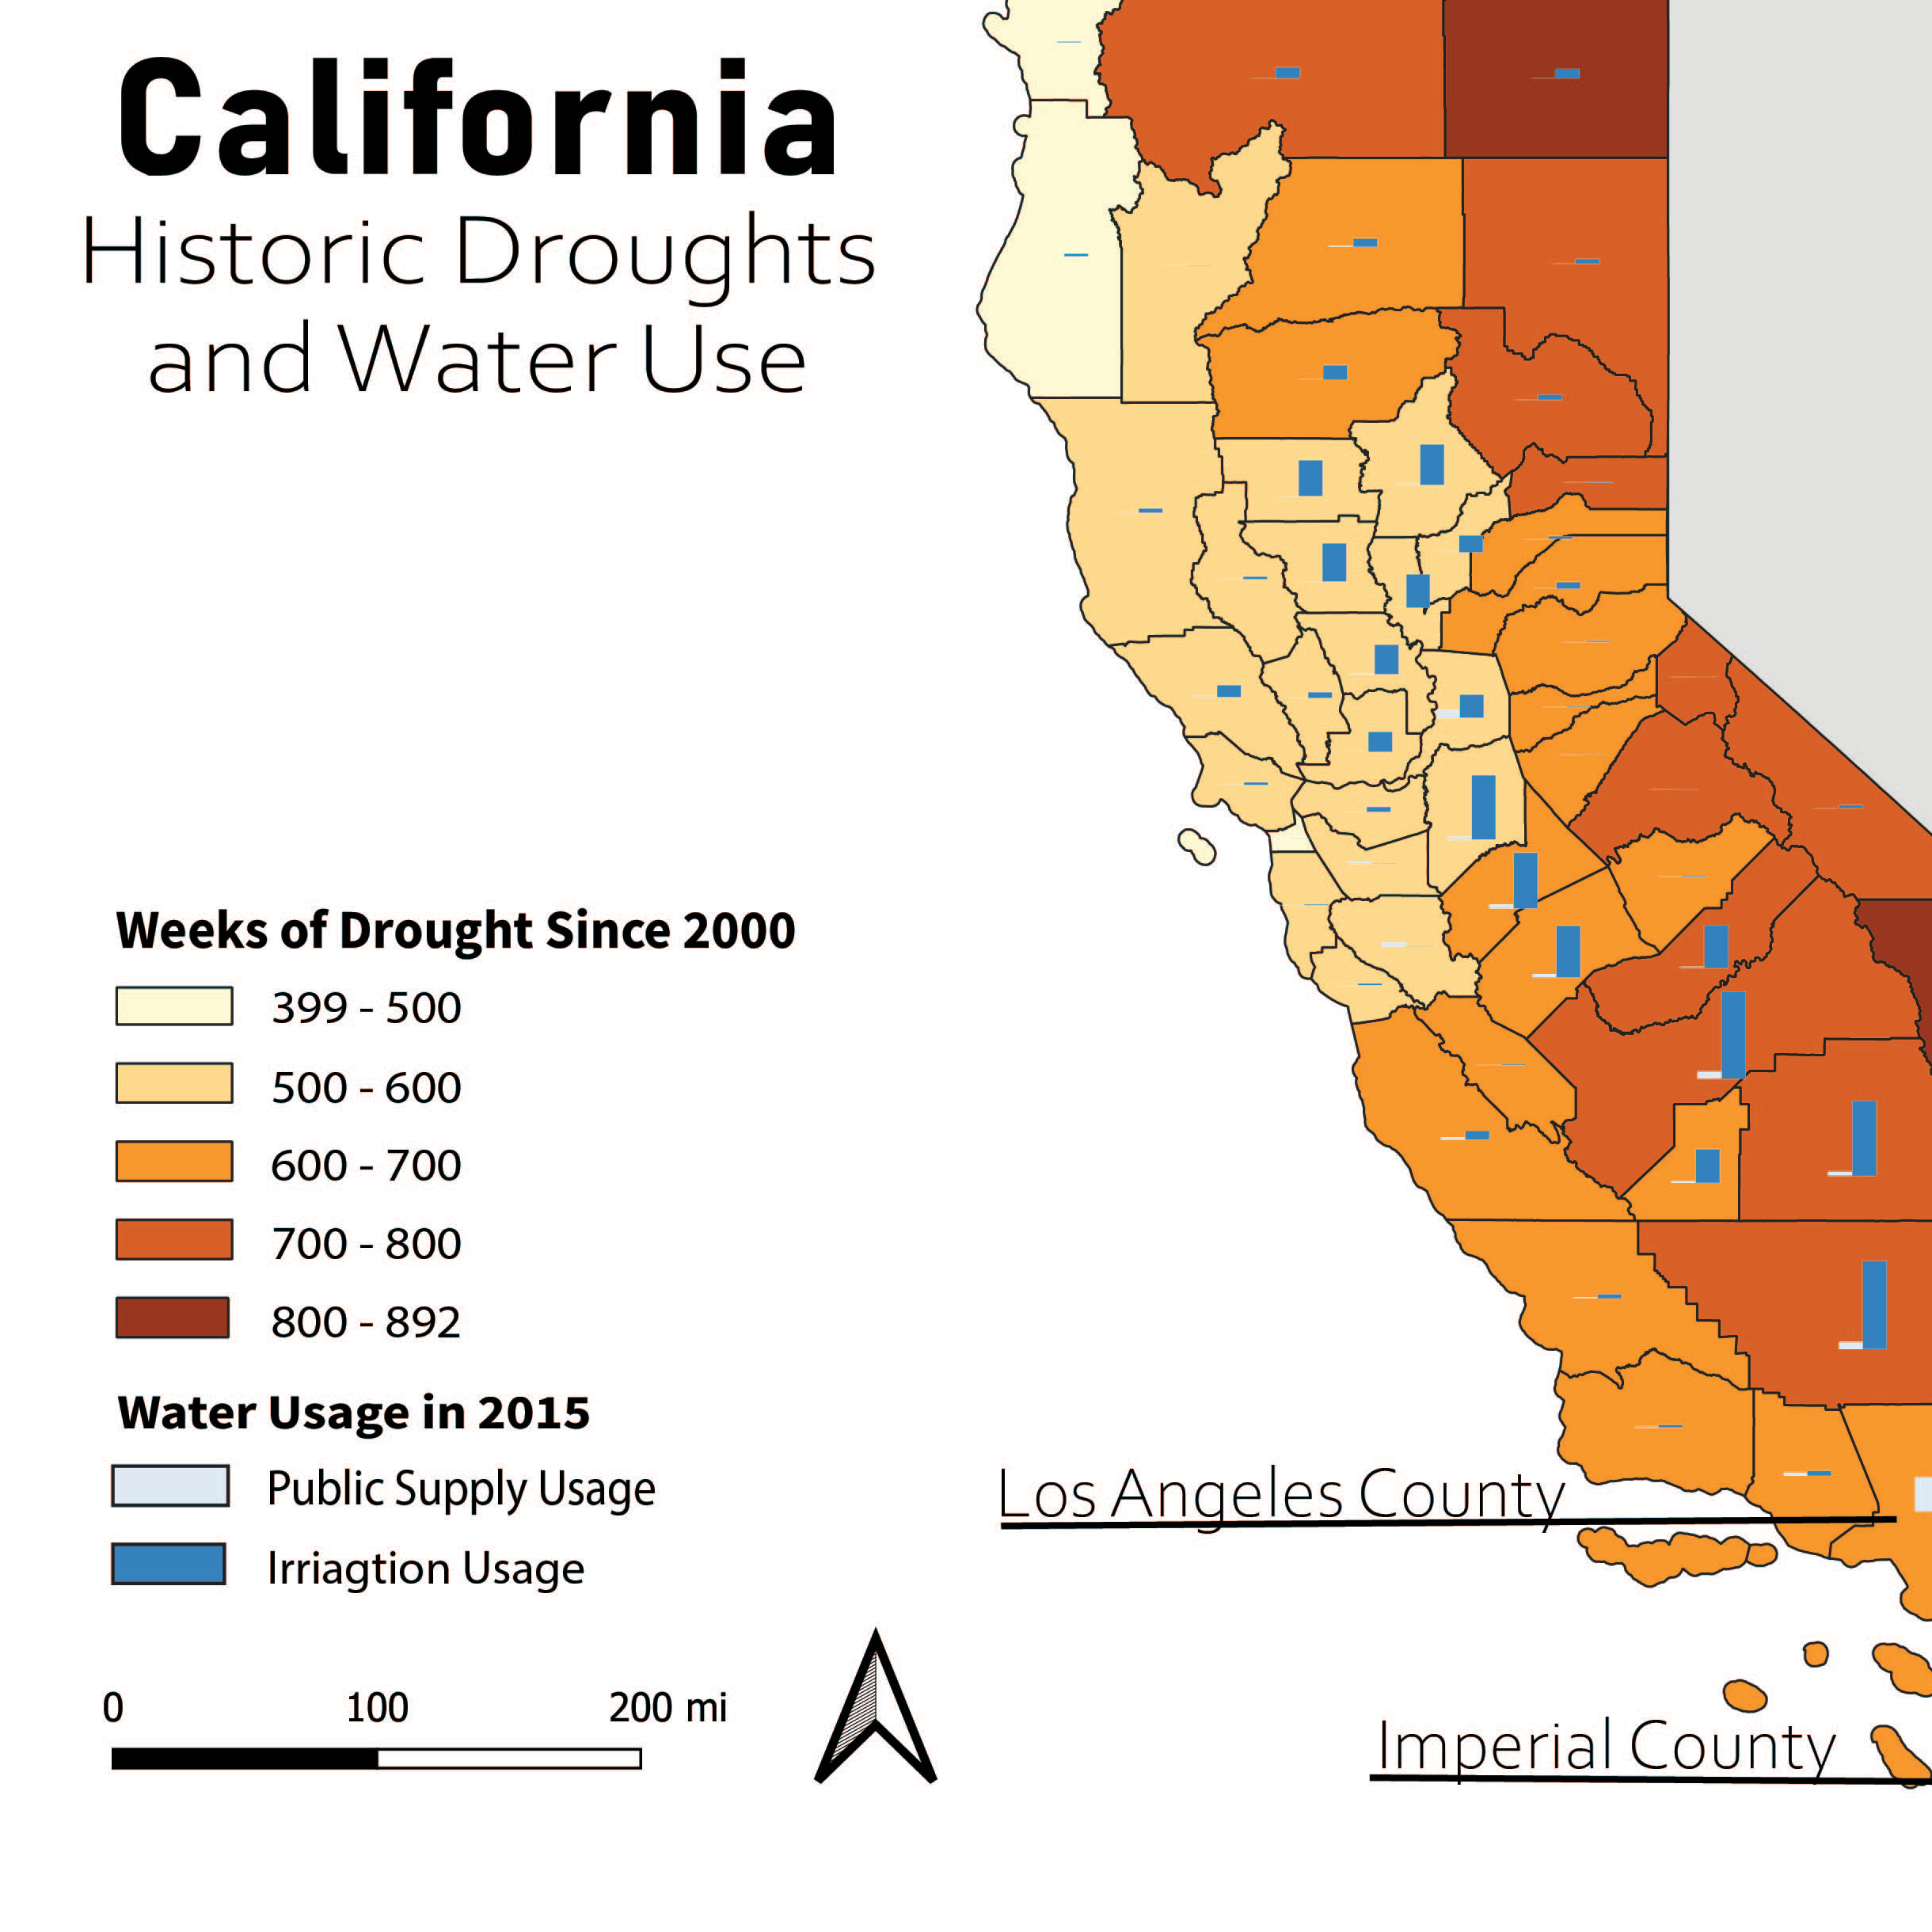 California
Historic Droughts
and Water Use
Weeks of Drought Since 2000
399 - 500
500 - 600
600 - 700
700 - 800
800 - 892
Water Usage in 2015
Public Supply Usage
Irriagtion Usage
0 100 200 mi
Los Angeles County
Imperial County